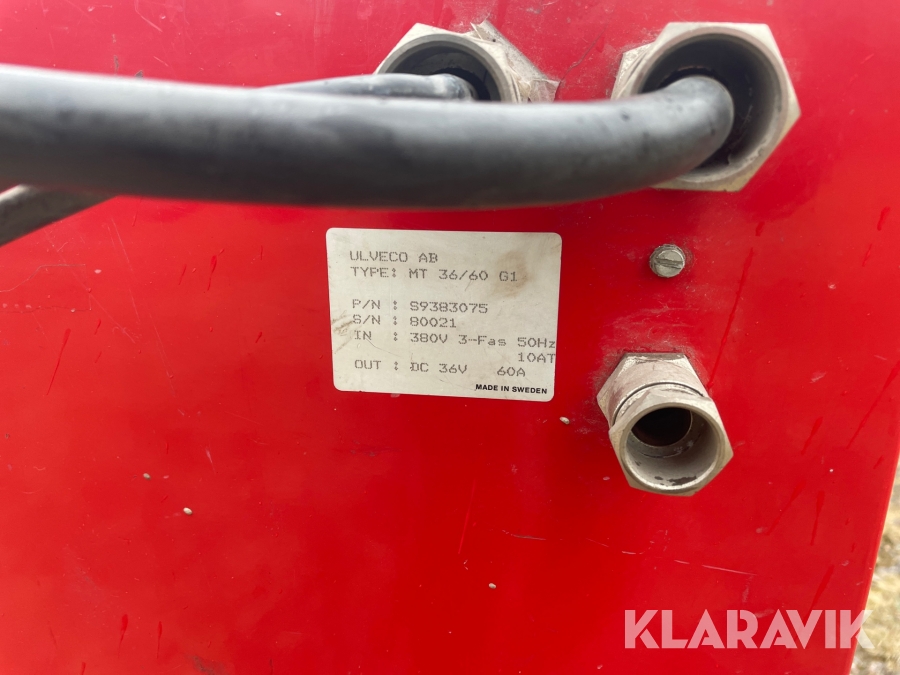 ULVECO AB
TYPE: MT 36/60 G1
P/N : S9383075
S/N : 80021
IN : 380V 3-Fas 50Hz
10AT
OUT : DC 36V 60A
MADE IN SWEDEN
KLARAVIK